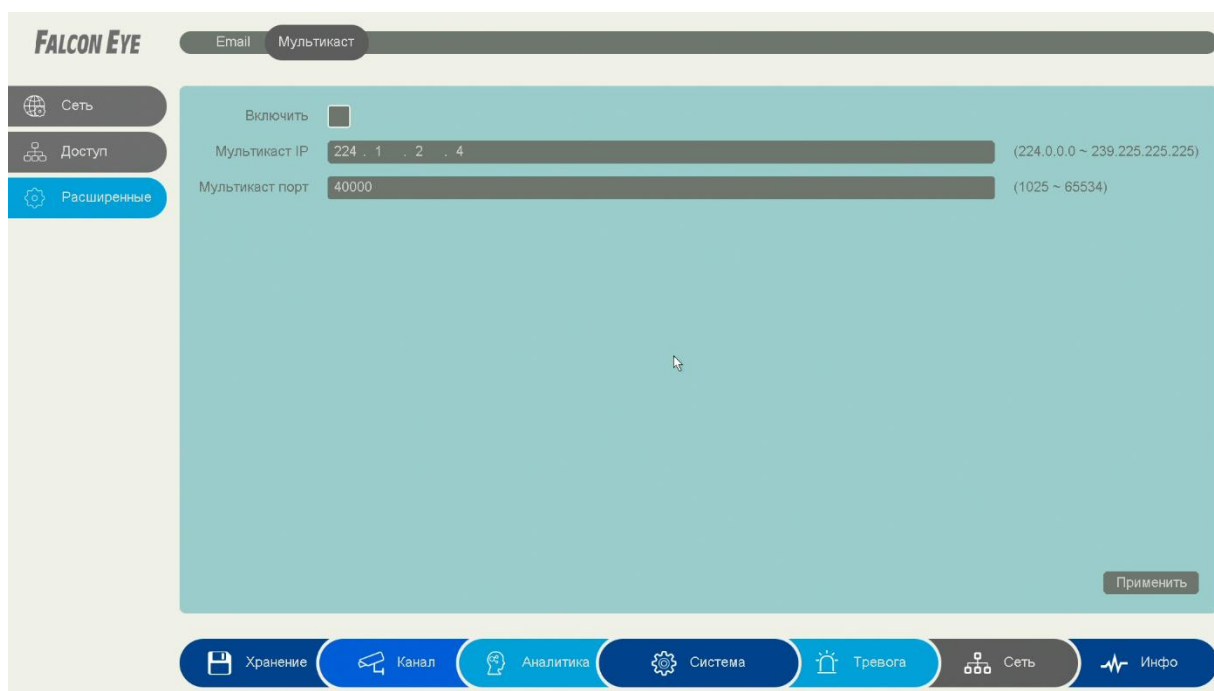 FALCON EYE
Email Мультикаст
Сеть
Доступ
Расширенные
Включить
Мультикаст IP 224 . 1 . 2 . 4 (224.0.0.0 ~ 239.225.225.225)
Мультикаст порт 40000 (1025 ~ 65534)
Применить
Хранение Канал Аналитика Система Тревога Сеть Инфо